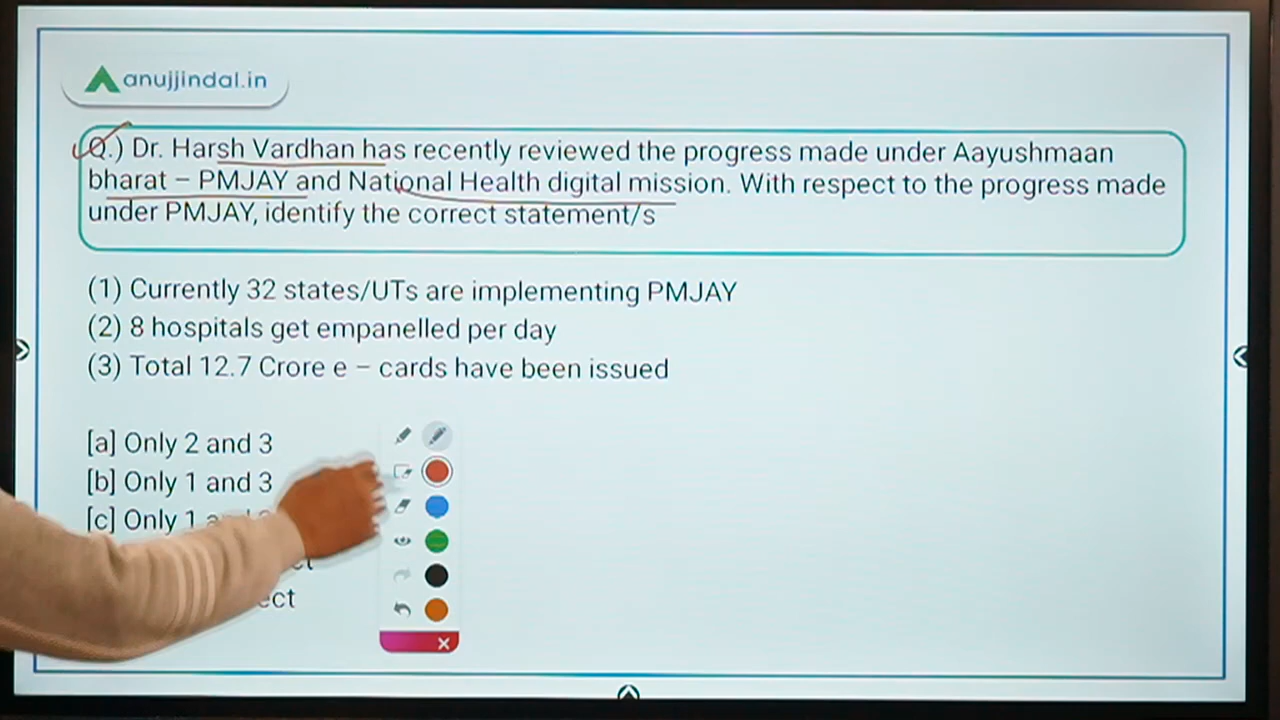 anujjindal.in
Q.) Dr. Harsh Vardhan has recently reviewed the progress made under Aayushmaan
bharat – PMJAY and National Health digital mission. With respect to the progress made
under PMJAY, identify the correct statement/s
(1) Currently 32 states/UTs are implementing PMJAY
(2) 8 hospitals get empanelled per day
(3) Total 12.7 Crore e – cards have been issued
[a] Only 2 and 3
[b] Only 1 and 3
[c] Only 1